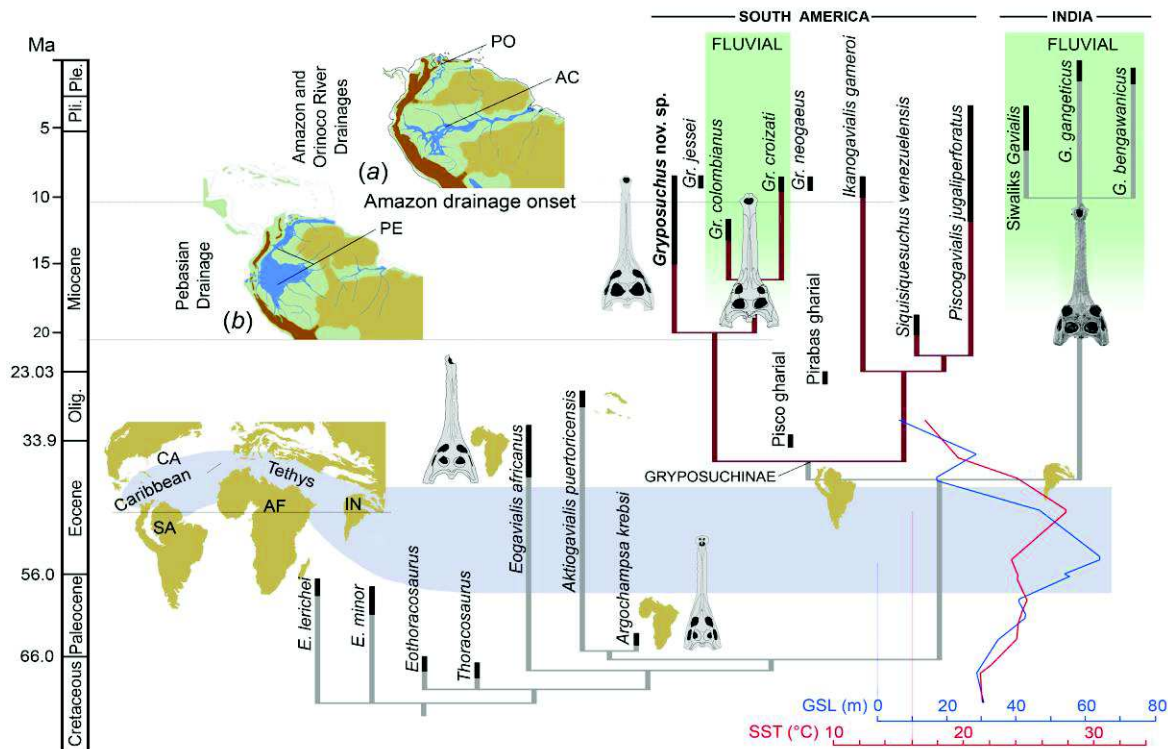 SOUTH AMERICA
INDIA
Ma
FLUVIAL
FLUVIAL
PO
AC
Amazon and
Orinoco River
Drainages
(a)
Amazon drainage onset
PE
Pebasian
Drainage
(b)
Ple.
Plî.
Miocene
Olig.
Eocene
Paleocene
Cretaceous
5
10
15
20
23.03
33.9
56.0
66.0
Gryposuchus nov. sp.
Gr. jessei
Gr. colombianus
Gr. croizati
Gr. neogaeus
Ikanogavialis gameroi
Siquisiquesuchus venezuelensis
Piscogavialis jugaliperforatus
Siwaliks Gavialis
G. gangeticus
G. bengawanicus
Pirabas gharial
Pisco gharial
GRYPOSUCHINAE
CA
Caribbean
Tethys
SA
AF
IN
E. lerichei
E. minor
Eothoracosaurus
Thoracosaurus
Eogavialis africanus
Aktiogavialis puertoricensis
Argochampsa krebsi
GSL (m) 0 40 60 80
SST (°C) 10 20 30